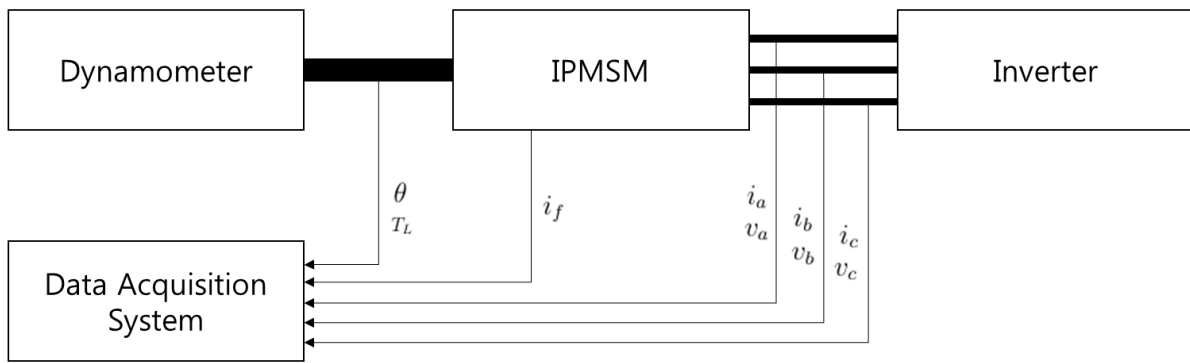 Dynamometer
IPMSM
Inverter
θ
T_L
i_f
i_a
v_a
i_b
v_b
i_c
v_c
Data Acquisition
System